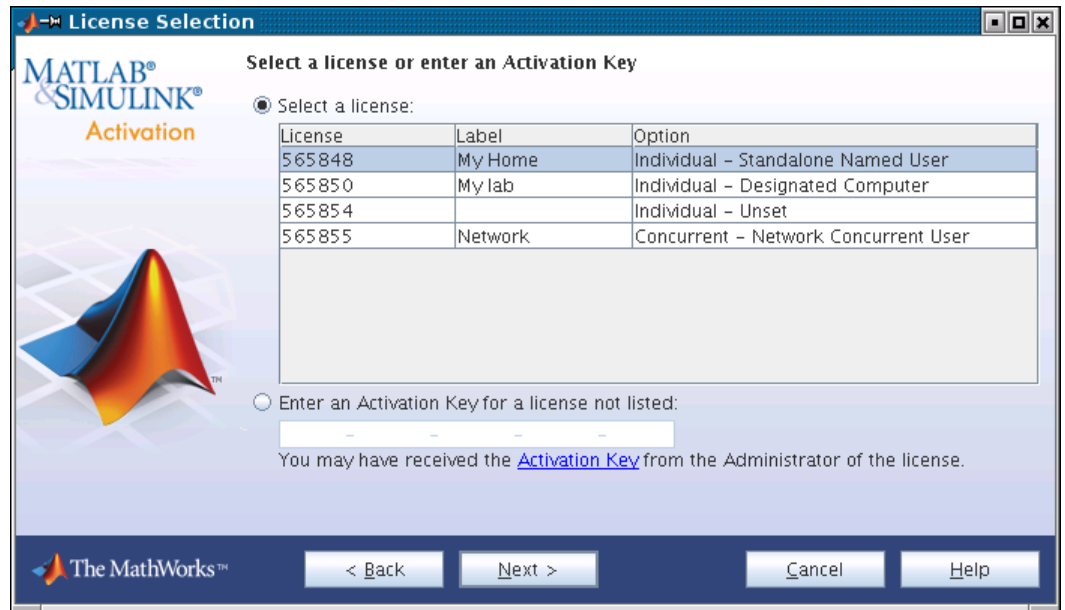 License Selection
MATLAB®
&SIMULINK®
Activation
Select a license or enter an Activation Key
Select a license:
License Label Option
565848 My Home Individual – Standalone Named User
565850 My lab Individual – Designated Computer
565854 Individual – Unset
565855 Network Concurrent – Network Concurrent User
TM
Enter an Activation Key for a license not listed:
– – – –
You may have received the Activation Key from the Administrator of the license.
The MathWorks™
< Back Next > Cancel Help